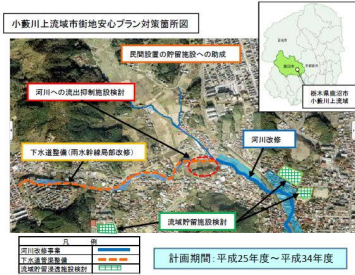 小藪川上流域市街地安心プラン対策箇所図
民間設置の貯留施設への助成
河川への流出抑制施設検討
下水道整備(雨水幹線局部改修)
河川改修
流域貯留施設検討
栃木県鹿沼市
小藪川上流域
凡 例
河川改修事業
下水道管渠整備
流域貯留浸透施設検討
計画期間:平成25年度~平成34年度